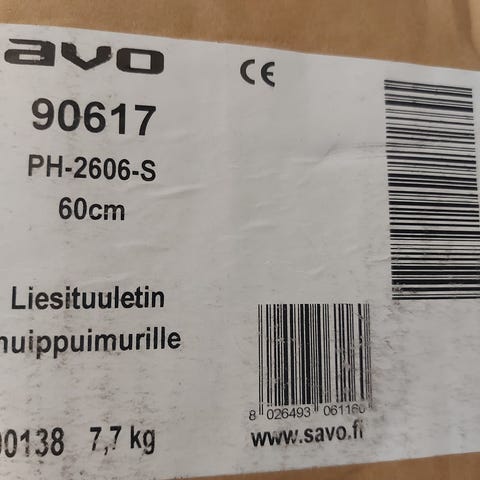 avo
CE
90617
PH-2606-S
60cm
Liesituuletin
huippuimurille
00138 7,7 kg
8 026493 061160
www.savo.fi